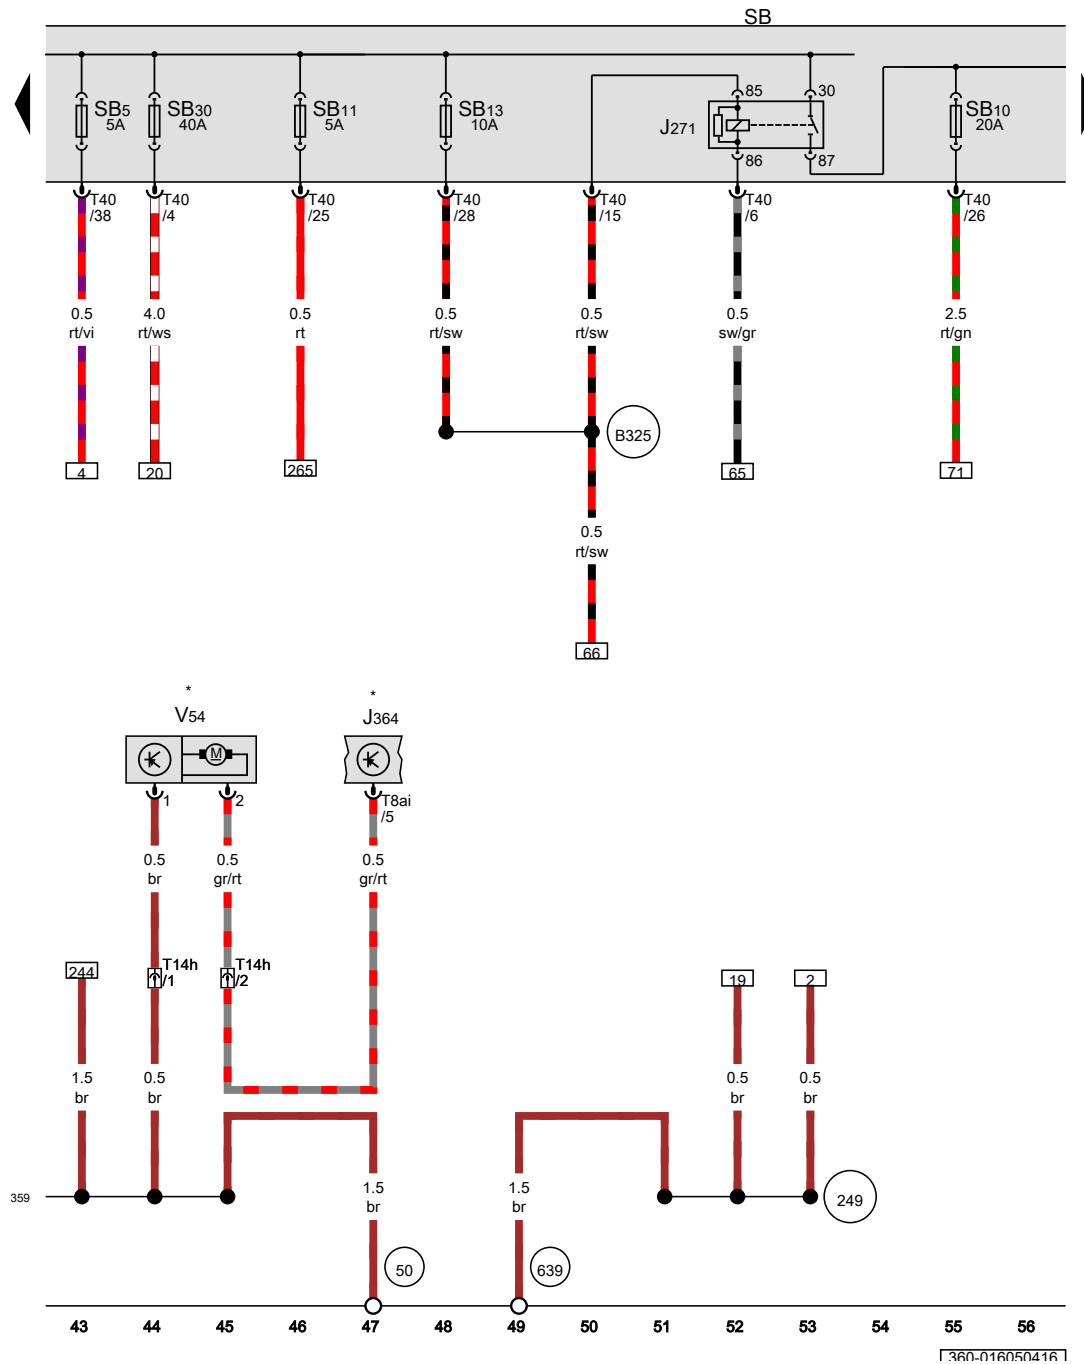 SB
SB5
5A
SB30
40A
SB11
5A
SB13
10A
J271
85
30
86
87
SB10
20A
T40
/38
T40
/4
T40
/25
T40
/28
T40
/15
T40
/6
T40
/26
0.5
rt/vi
4.0
rt/ws
0.5
rt
0.5
rt/sw
0.5
rt/sw
0.5
sw/gr
2.5
rt/gn
B325
4
20
265
65
71
0.5
rt/sw
66
*
V54
*
J364
M
1
2
T8ai
/5
0.5
br
0.5
gr/rt
0.5
gr/rt
244
T14h
/1
T14h
/2
19
2
1.5
br
0.5
br
0.5
br
0.5
br
359
1.5
br
1.5
br
249
50
639
43 44 45 46 47 48 49 50 51 52 53 54 55 56
360-016050416